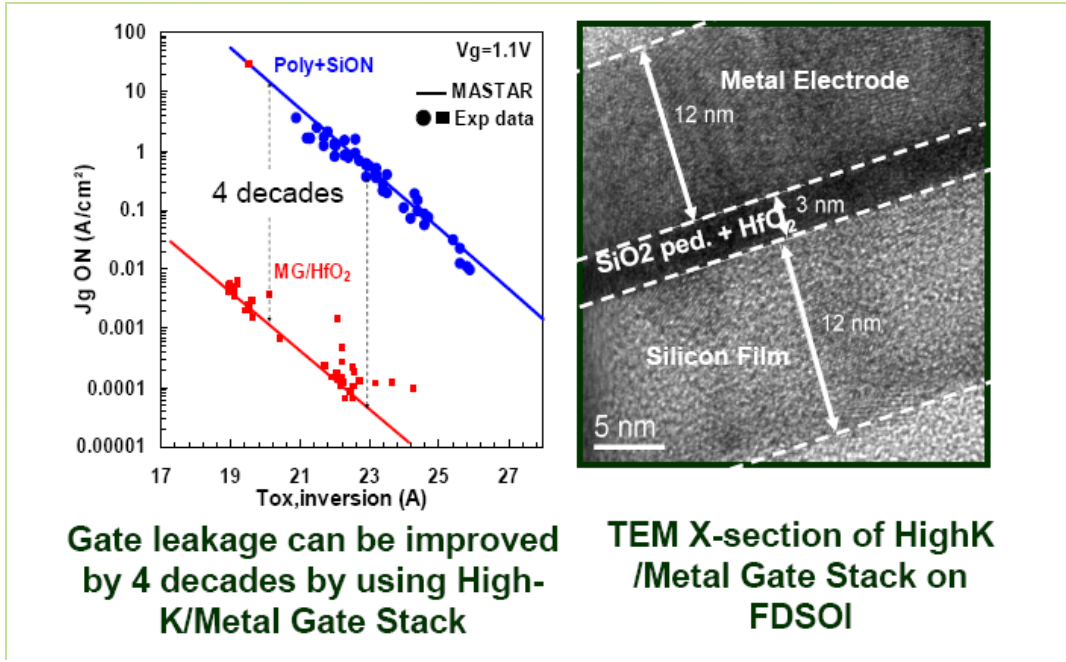 100
10
1
0.1
0.01
0.001
0.0001
0.00001
Jg ON (A/cm²)
Vg=1.1V
Poly+SiON
MASTAR
Exp data
4 decades
MG/HfO₂
17 19 21 23 25 27
Tox,inversion (A)
Gate leakage can be improved
by 4 decades by using High-
K/Metal Gate Stack
Metal Electrode
12 nm
3 nm
SiO2 ped. + HfO₂
12 nm
Silicon Film
5 nm
TEM X-section of HighK
/Metal Gate Stack on
FDSOI